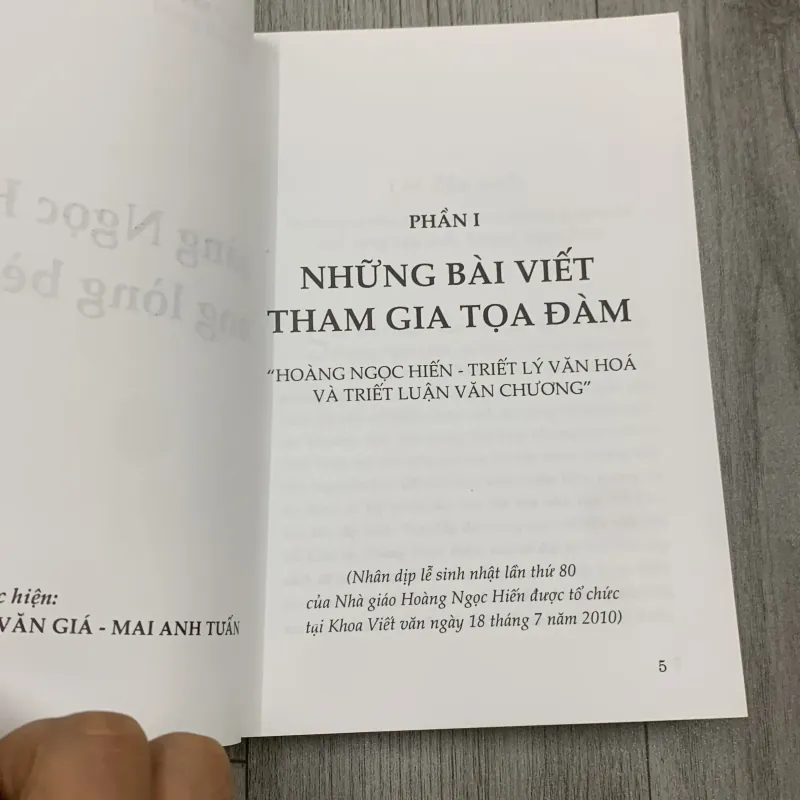 c hiện:
VĂN GIÁ - MAI ANH TUẤN
PHẦN I
NHỮNG BÀI VIẾT
THAM GIA TỌA ĐÀM
“HOÀNG NGỌC HIẾN - TRIẾT LÝ VĂN HOÁ
VÀ TRIẾT LUẬN VĂN CHƯƠNG”
(Nhân dịp lễ sinh nhật lần thứ 80
của Nhà giáo Hoàng Ngọc Hiến được tổ chức
tại Khoa Viết văn ngày 18 tháng 7 năm 2010)
5